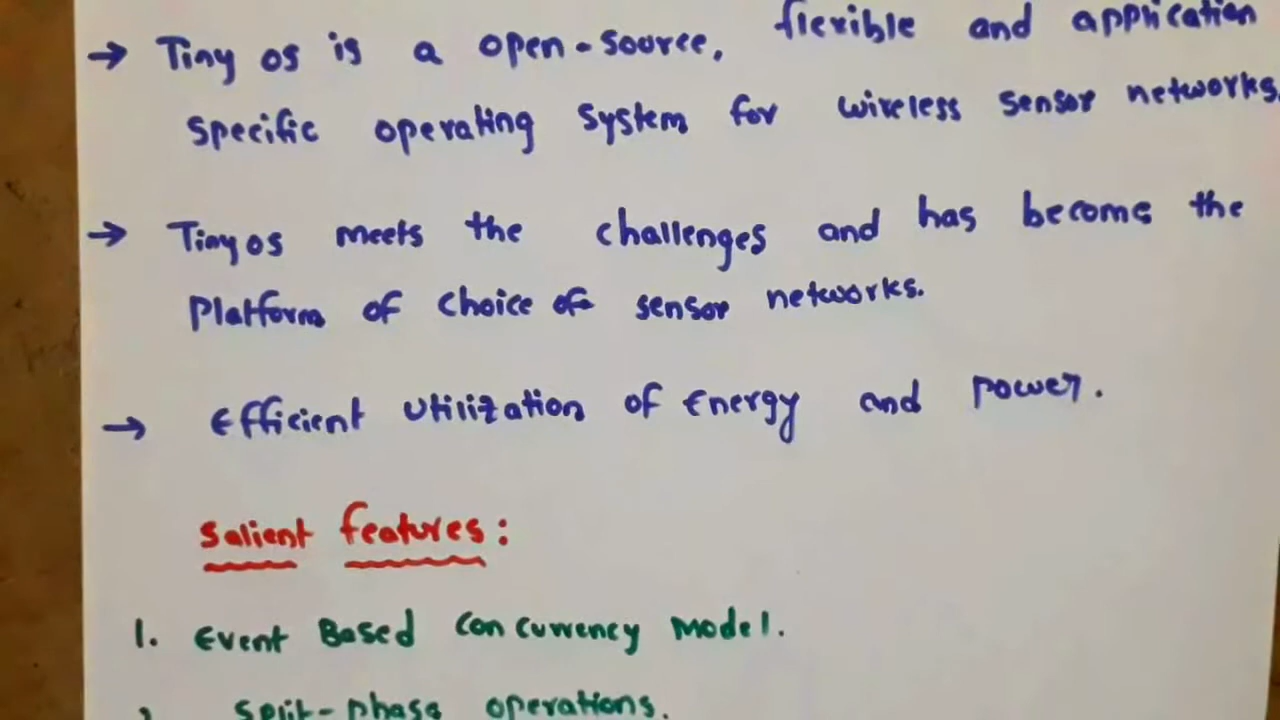 → Tiny os is a open-source, flexible and application
specific operating system for wireless sensor networks.
→ Tinyos meets the challenges and has become the
Platform of choice of sensor networks.
→ Efficient utilization of Energy and power.
Salient features:
1. Event Based Concurrency Model.
2. Split-phase operations.